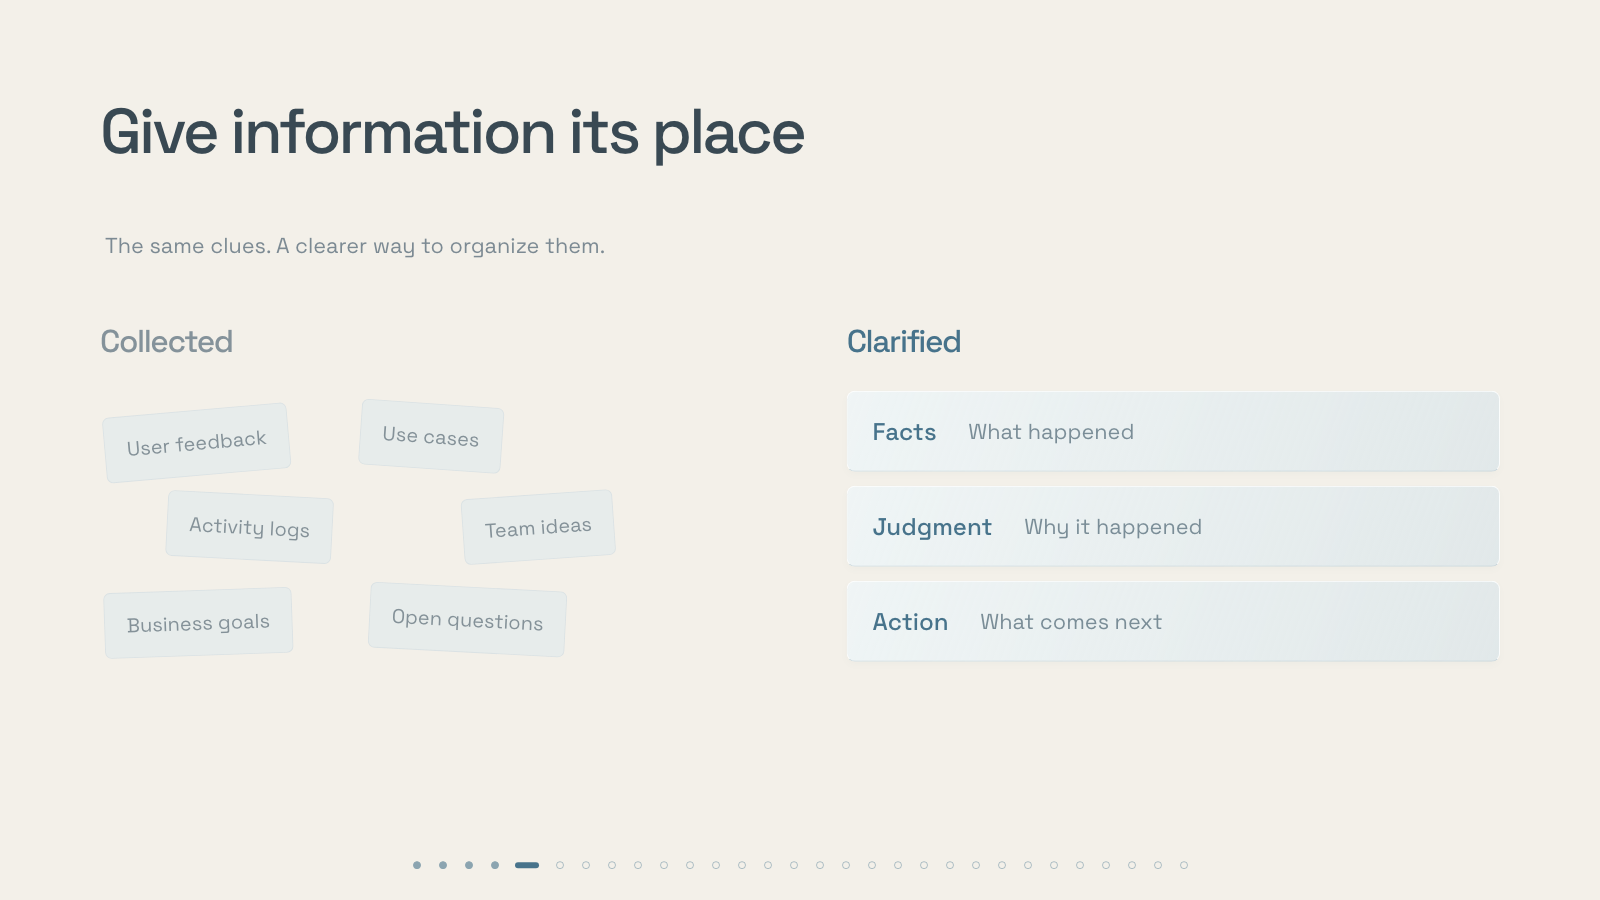 Give information its place
The same clues. A clearer way to organize them.
Collected
User feedback
Use cases
Activity logs
Team ideas
Business goals
Open questions
Clarified
Facts What happened
Judgment Why it happened
Action What comes next